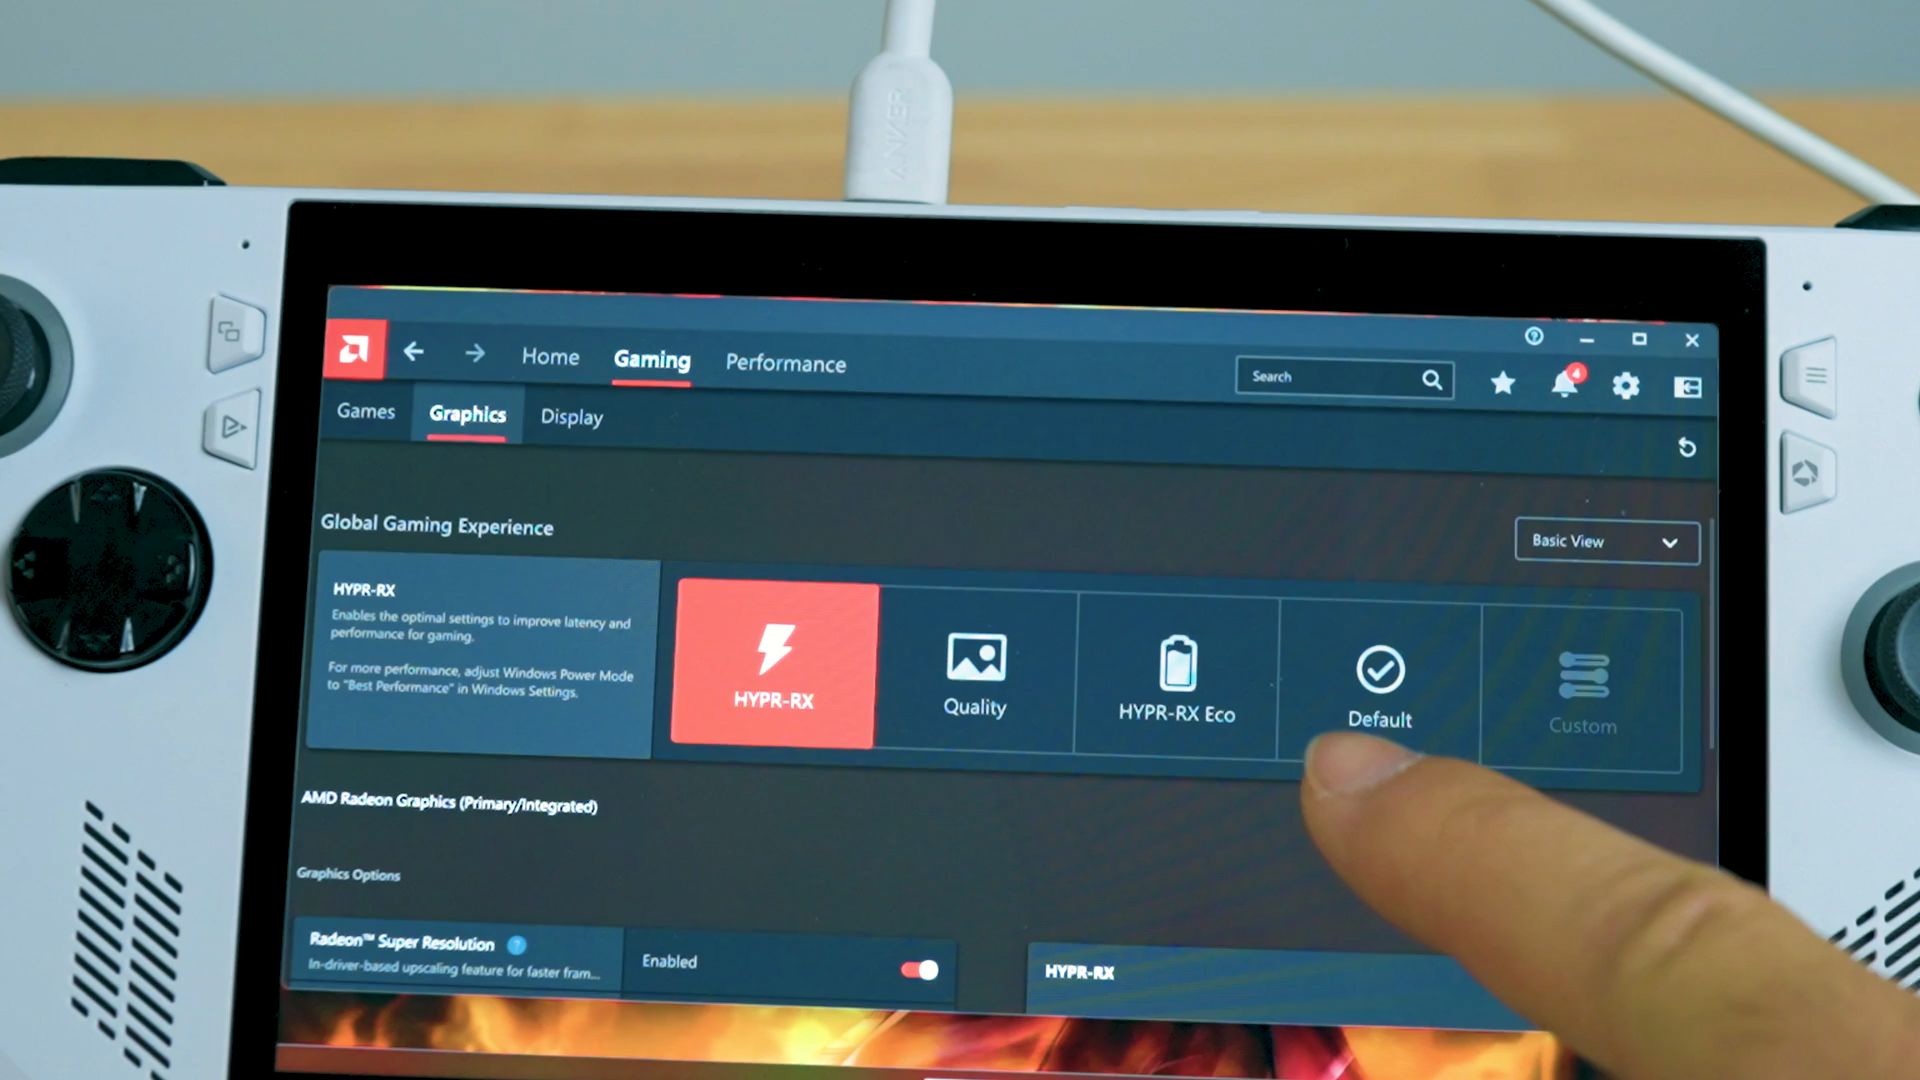 ANKER
Home
Gaming
Performance
Search
4
Games
Graphics
Display
Global Gaming Experience
Basic View
HYPR-RX
Enables the optimal settings to improve latency and
performance for gaming.
For more performance, adjust Windows Power Mode
to "Best Performance" in Windows Settings.
HYPR-RX
Quality
HYPR-RX Eco
Default
Custom
AMD Radeon Graphics (Primary/Integrated)
Graphics Options
Radeon™ Super Resolution ?
In-driver-based upscaling feature for faster fram...
Enabled
HYPR-RX